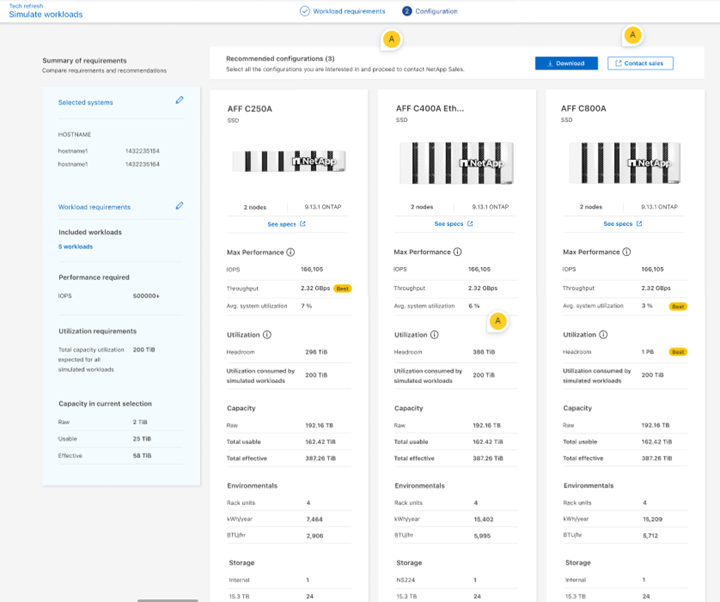 Tech refresh
Simulate workloads
Workload requirements
2 Configuration
A
A
Summary of requirements
Compare requirements and recommendations
Recommended configurations (3)
Select all the configurations you are interested in and proceed to contact NetApp Sales.
Download
Contact sales
Selected systems
HOSTNAME
hostname1 1432235154
hostname1 1432235164
Workload requirements
Included workloads
5 workloads
Performance required
IOPS 500000+
Utilization requirements
Total capacity utilization 200 TiB
expected for all
simulated workloads
Capacity in current selection
Raw 2 TiB
Usable 25 TiB
Effective 58 TiB
AFF C250A
SSD
NetApp
2 nodes 9.13.1 ONTAP
See specs
Max Performance
IOPS 166,105
Throughput 2.32 GBps Best
Avg. system utilization 7 %
Utilization
Headroom 296 TiB
Utilization consumed by 200 TiB
simulated workloads
Capacity
Raw 192.16 TB
Total usable 162.42 TiB
Total effective 387.26 TiB
Environmentals
Rack units 4
kWh/year 7,464
BTU/hr 2,906
Storage
Internal 1
15.3 TB 24
AFF C400A Eth...
SSD
NetApp
2 nodes 9.13.1 ONTAP
See specs
Max Performance
IOPS 166,105
Throughput 2.32 GBps
Avg. system utilization 6 %
A
Utilization
Headroom 386 TiB
Utilization consumed by 200 TiB
simulated workloads
Capacity
Raw 192.16 TB
Total usable 162.42 TiB
Total effective 387.26 TiB
Environmentals
Rack units 4
kWh/year 15,402
BTU/hr 5,995
Storage
NS224 1
15.3 TB 24
AFF C800A
SSD
NetApp
2 nodes 9.13.1 ONTAP
See specs
Max Performance
IOPS 166,105
Throughput 2.32 GBps
Avg. system utilization 3 % Best
Utilization
Headroom 1 PB Best
Utilization consumed by 200 TiB
simulated workloads
Capacity
Raw 192.16 TB
Total usable 162.42 TiB
Total effective 387.26 TiB
Environmentals
Rack units 4
kWh/year 15,209
BTU/hr 5,712
Storage
Internal 1
15.3 TB 24